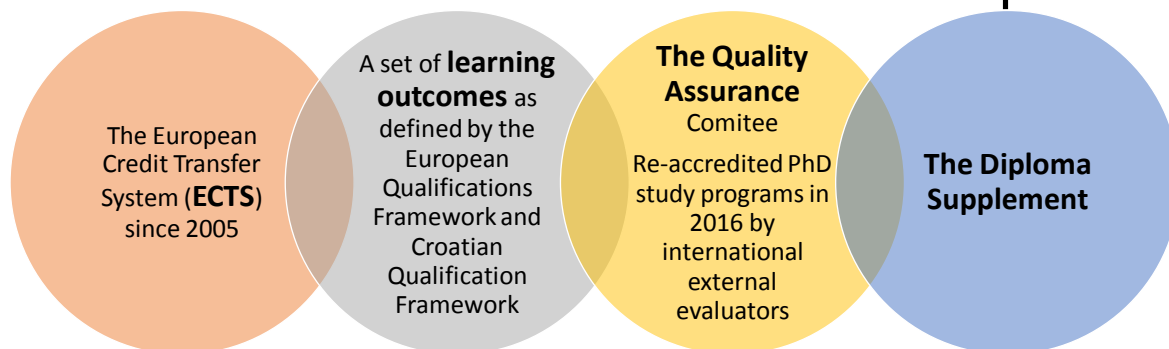 The European
Credit Transfer
System (ECTS)
since 2005
A set of learning
outcomes as
defined by the
European
Qualifications
Framework and
Croatian
Qualification
Framework
The Quality
Assurance
Comitee
Re-accredited PhD
study programs in
2016 by
international
external
evaluators
The Diploma
Supplement